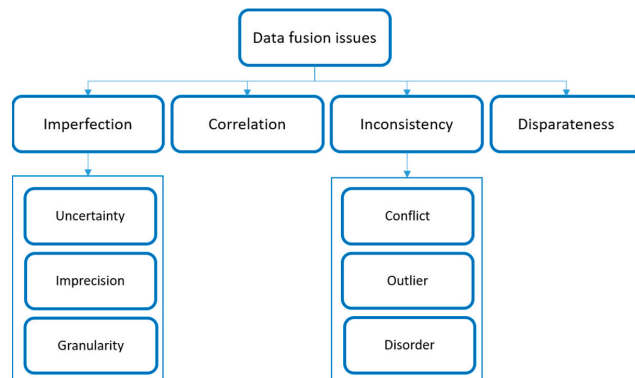 Data fusion issues
Imperfection
Correlation
Inconsistency
Disparateness
Uncertainty
Imprecision
Granularity
Conflict
Outlier
Disorder